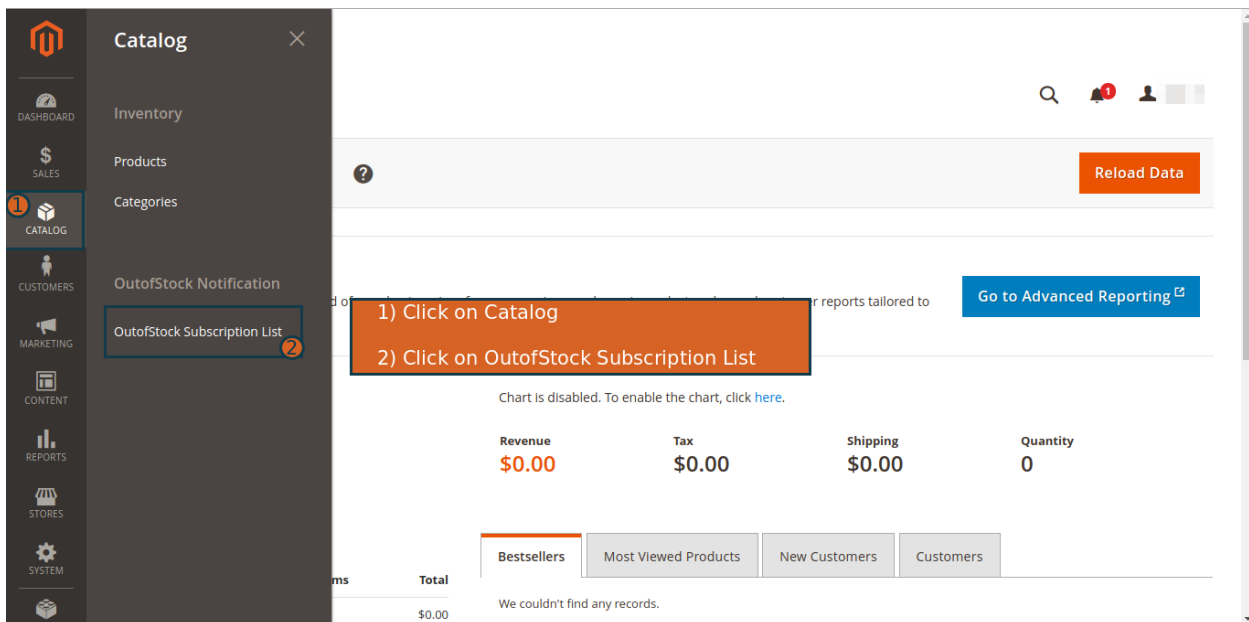 Catalog
DASHBOARD
SALES
CATALOG
CUSTOMERS
MARKETING
CONTENT
REPORTS
STORES
SYSTEM
1
Inventory
Products
Categories
OutofStock Notification
OutofStock Subscription List
2
1
?
Reload Data
er reports tailored to
Go to Advanced Reporting
1) Click on Catalog
2) Click on OutofStock Subscription List
Chart is disabled. To enable the chart, click here.
Revenue
Tax
Shipping
Quantity
$0.00
$0.00
$0.00
0
Bestsellers
Most Viewed Products
New Customers
Customers
ms
Total
$0.00
We couldn't find any records.